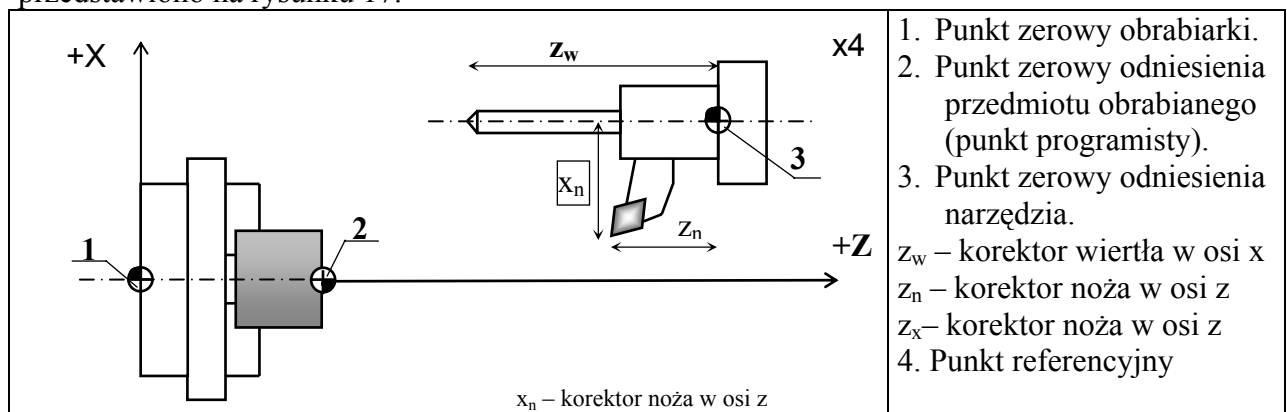 przedstawiono na rysunku 17.
+X
z_w
x4
3
x_n
z_n
1
2
+Z
x_n – korektor noża w osi z
1. Punkt zerowy obrabiarki.
2. Punkt zerowy odniesienia
przedmiotu obrabianego
(punkt programisty).
3. Punkt zerowy odniesienia
narzędzia.
z_w – korektor wiertła w osi x
z_n – korektor noża w osi z
z_x– korektor noża w osi z
4. Punkt referencyjny